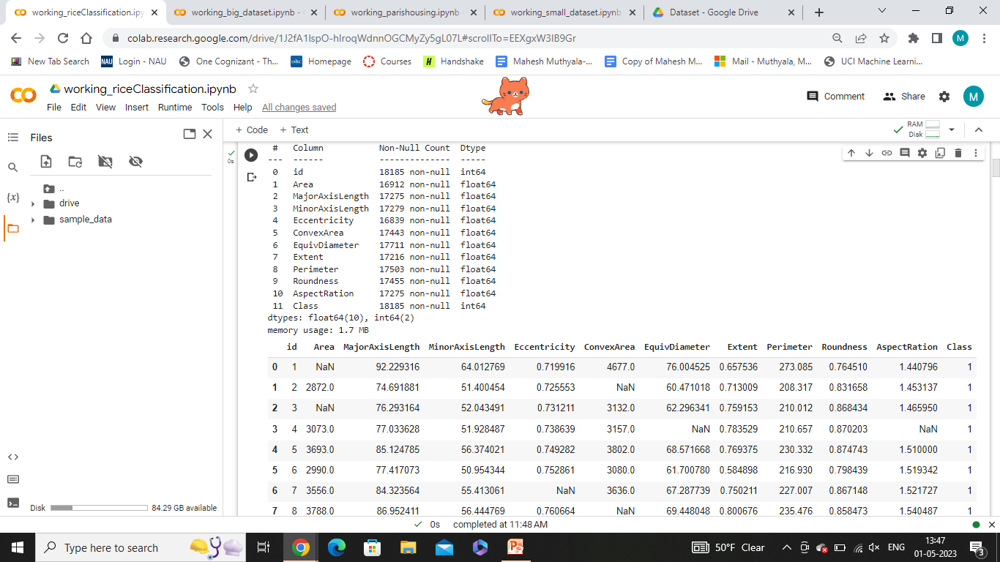 working_riceClassification.ipynb
working_big_dataset.ipynb -
working_parishousing.ipynb -
working_small_dataset.ipynb
Dataset - Google Drive
colab.research.google.com/drive/1J2fA1IspO-hIroqWdnnOGCMyZy5gL07L#scrollTo=EEXgxW3lB9Gr
M
New Tab Search
NAU Login - NAU
One Cognizant - Th...
UMBC Homepage
Courses
H Handshake
Mahesh Muthyala-...
Copy of Mahesh M...
Mail - Muthyala, M...
UCI Machine Learni...
working_riceClassification.ipynb
Comment Share M
File Edit View Insert Runtime Tools Help All changes saved
Files
+ Code + Text
RAM
Disk
..
drive
sample_data
{x}
0s
# Column Non-Null Count Dtype
--- ------ -------------- -----
0 id 18185 non-null int64
1 Area 16912 non-null float64
2 MajorAxisLength 17275 non-null float64
3 MinorAxisLength 17279 non-null float64
4 Eccentricity 16839 non-null float64
5 ConvexArea 17443 non-null float64
6 EquivDiameter 17711 non-null float64
7 Extent 17216 non-null float64
8 Perimeter 17503 non-null float64
9 Roundness 17455 non-null float64
10 AspectRation 17275 non-null float64
11 Class 18185 non-null int64
dtypes: float64(10), int64(2)
memory usage: 1.7 MB
id Area MajorAxisLength MinorAxisLength Eccentricity ConvexArea EquivDiameter Extent Perimeter Roundness AspectRation Class
0 1 NaN 92.229316 64.012769 0.719916 4677.0 76.004525 0.657536 273.085 0.764510 1.440796 1
1 2 2872.0 74.691881 51.400454 0.725553 NaN 60.471018 0.713009 208.317 0.831658 1.453137 1
2 3 NaN 76.293164 52.043491 0.731211 3132.0 62.296341 0.759153 210.012 0.868434 1.465950 1
3 4 3073.0 77.033628 51.928487 0.738639 3157.0 NaN 0.783529 210.657 0.870203 NaN 1
4 5 3693.0 85.124785 56.374021 0.749282 3802.0 68.571668 0.769375 230.332 0.874743 1.510000 1
5 6 2990.0 77.417073 50.954344 0.752861 3080.0 61.700780 0.584898 216.930 0.798439 1.519342 1
6 7 3556.0 84.323564 55.413061 NaN 3636.0 67.287739 0.750211 227.007 0.867148 1.521727 1
7 8 3788.0 86.952411 56.444769 0.760664 NaN 69.448048 0.800676 235.476 0.858473 1.540487 1
Disk 84.29 GB available
0s completed at 11:48 AM
Type here to search
50°F Clear
ENG
13:47
01-05-2023
3